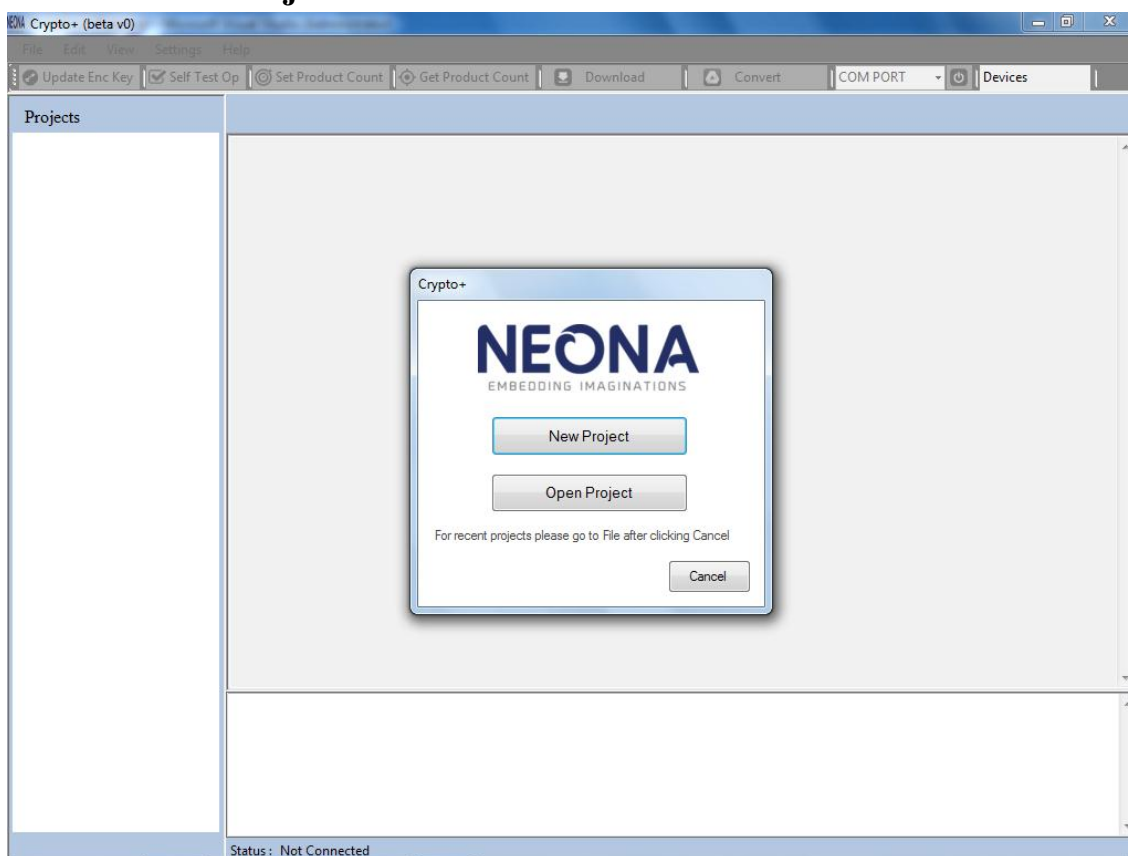 NEONA Crypto+ (beta v0)
File Edit View Settings Help
Update Enc Key Self Test Op Set Product Count Get Product Count Download Convert COM PORT Devices
Projects
Crypto+
NEONA
EMBEDDING IMAGINATIONS
New Project
Open Project
For recent projects please go to File after clicking Cancel
Cancel
Status : Not Connected